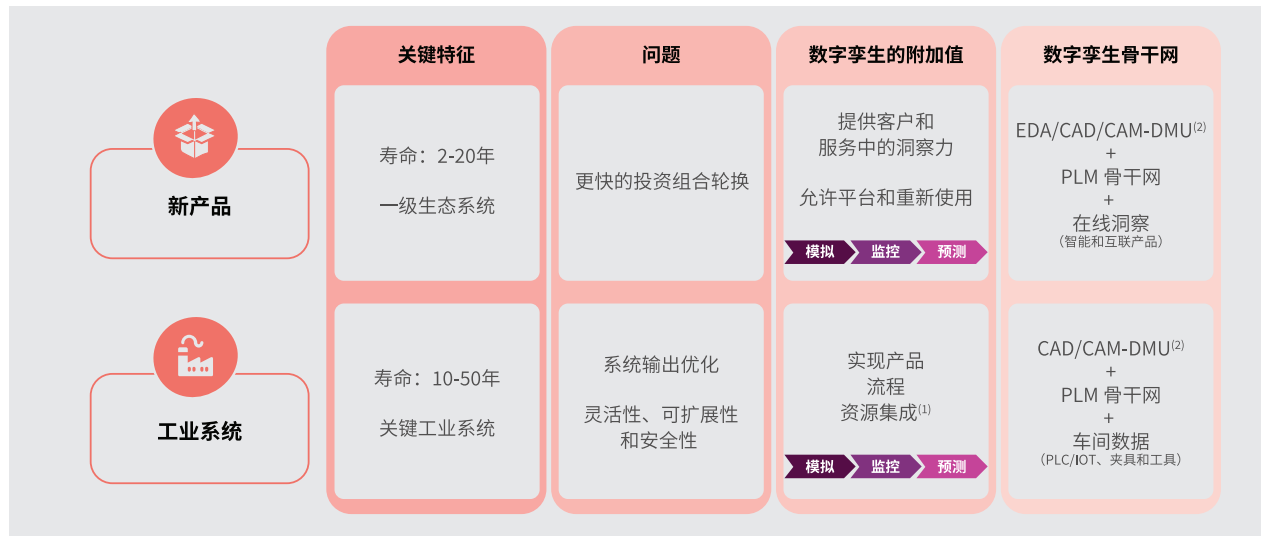 关键特征
问题
数字孪生的附加值
数字孪生骨干网
新产品
寿命：2-20年
一级生态系统
更快的投资组合轮换
提供客户和
服务中的洞察力
允许平台和重新使用
模拟
监控
预测
EDA/CAD/CAM-DMU(2)
+
PLM 骨干网
+
在线洞察
（智能和互联产品）
工业系统
寿命：10-50年
关键工业系统
系统输出优化
灵活性、可扩展性
和安全性
实现产品
流程
资源集成(1)
模拟
监控
预测
CAD/CAM-DMU(2)
+
PLM 骨干网
+
车间数据
（PLC/IOT、夹具和工具）